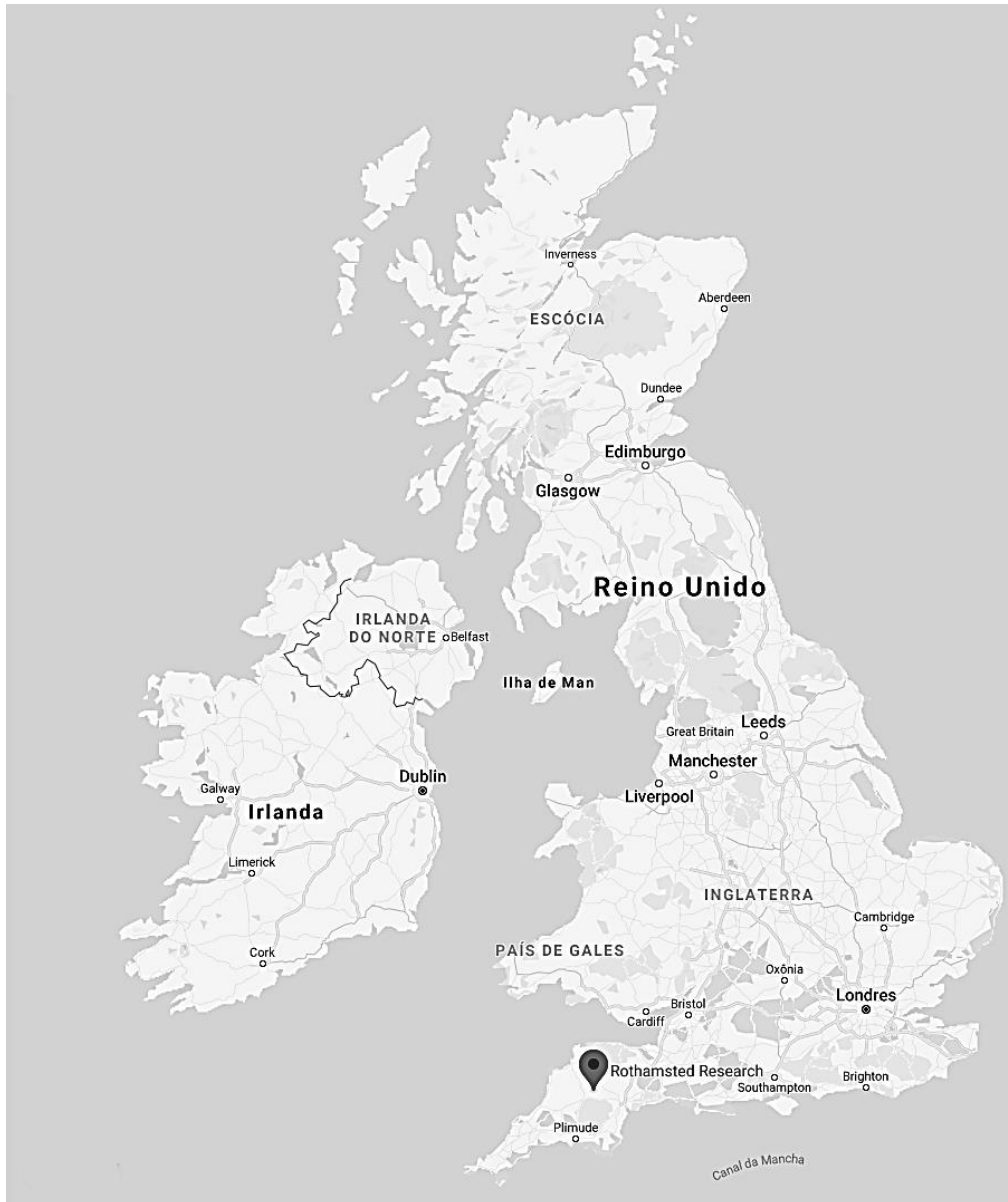 Inverness
Aberdeen
ESCÓCIA
Dundee
Edimburgo
Glasgow
Reino Unido
IRLANDA
DO NORTE
Belfast
Ilha de Man
Great Britain
Leeds
Manchester
Dublin
Liverpool
Galway
Irlanda
Limerick
INGLATERRA
Cambridge
Cork
PAÍS DE GALES
Oxônia
Londres
Bristol
Cardiff
Rothamsted Research
Southampton
Brighton
Plimude
Canal da Mancha